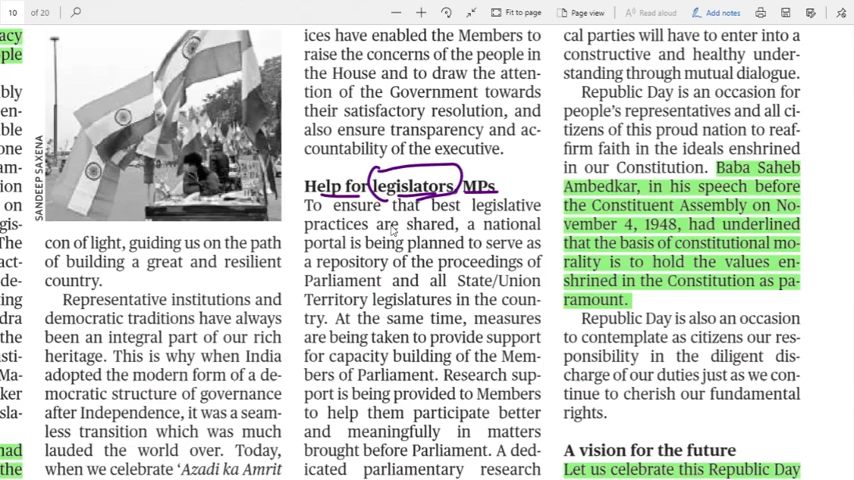 10 of 20
Fit to page
Page view
Read aloud
Add notes
acy
ple
SANDEEP SAXENA
con of light, guiding us on the path
of building a great and resilient
country.
Representative institutions and
democratic traditions have always
been an integral part of our rich
heritage. This is why when India
adopted the modern form of a de-
mocratic structure of governance
after Independence, it was a seam-
less transition which was much
lauded the world over. Today,
when we celebrate ‘Azadi ka Amrit
ices have enabled the Members to
raise the concerns of the people in
the House and to draw the atten-
tion of the Government towards
their satisfactory resolution, and
also ensure transparency and ac-
countability of the executive.
Help for legislators, MPs
To ensure that best legislative
practices are shared, a national
portal is being planned to serve as
a repository of the proceedings of
Parliament and all State/Union
Territory legislatures in the coun-
try. At the same time, measures
are being taken to provide support
for capacity building of the Mem-
bers of Parliament. Research sup-
port is being provided to Members
to help them participate better
and meaningfully in matters
brought before Parliament. A ded-
icated parliamentary research
cal parties will have to enter into a
constructive and healthy under-
standing through mutual dialogue.
Republic Day is an occasion for
people’s representatives and all ci-
tizens of this proud nation to reaf-
firm faith in the ideals enshrined
in our Constitution. Baba Saheb
Ambedkar, in his speech before
the Constituent Assembly on No-
vember 4, 1948, had underlined
that the basis of constitutional mo-
rality is to hold the values en-
shrined in the Constitution as pa-
ramount.
Republic Day is also an occasion
to contemplate as citizens our res-
ponsibility in the diligent dis-
charge of our duties just as we con-
tinue to cherish our fundamental
rights.
A vision for the future
Let us celebrate this Republic Day